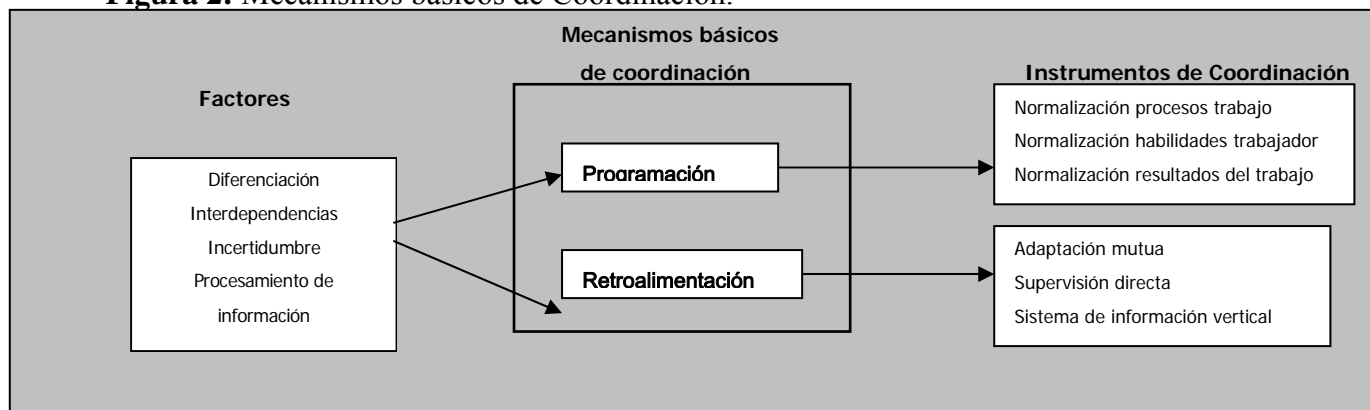 Figura 2. Mecanismos básicos de Coordinación.
Mecanismos básicos
de coordinación
Instrumentos de Coordinación
Factores
Normalización procesos trabajo
Normalización habilidades trabajador
Normalización resultados del trabajo
Programación
Diferenciación
Interdependencias
Incertidumbre
Procesamiento de
información
Retroalimentación
Adaptación mutua
Supervisión directa
Sistema de información vertical